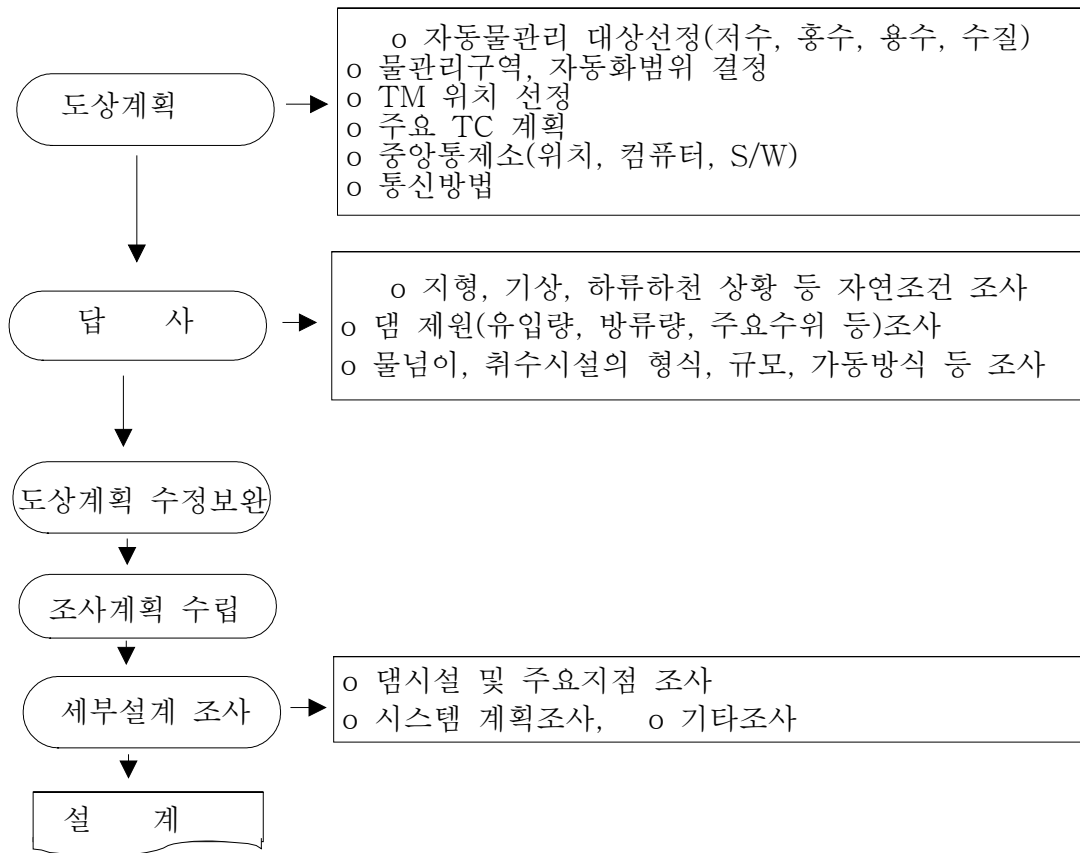 도상계획
o 자동물관리 대상선정(저수, 홍수, 용수, 수질)
o 물관리구역, 자동화범위 결정
o TM 위치 선정
o 주요 TC 계획
o 중앙통제소(위치, 컴퓨터, S/W)
o 통신방법
답 사
o 지형, 기상, 하류하천 상황 등 자연조건 조사
o 댐 제원(유입량, 방류량, 주요수위 등)조사
o 물넘이, 취수시설의 형식, 규모, 가동방식 등 조사
도상계획 수정보완
조사계획 수립
세부설계 조사
o 댐시설 및 주요지점 조사
o 시스템 계획조사, o 기타조사
설 계